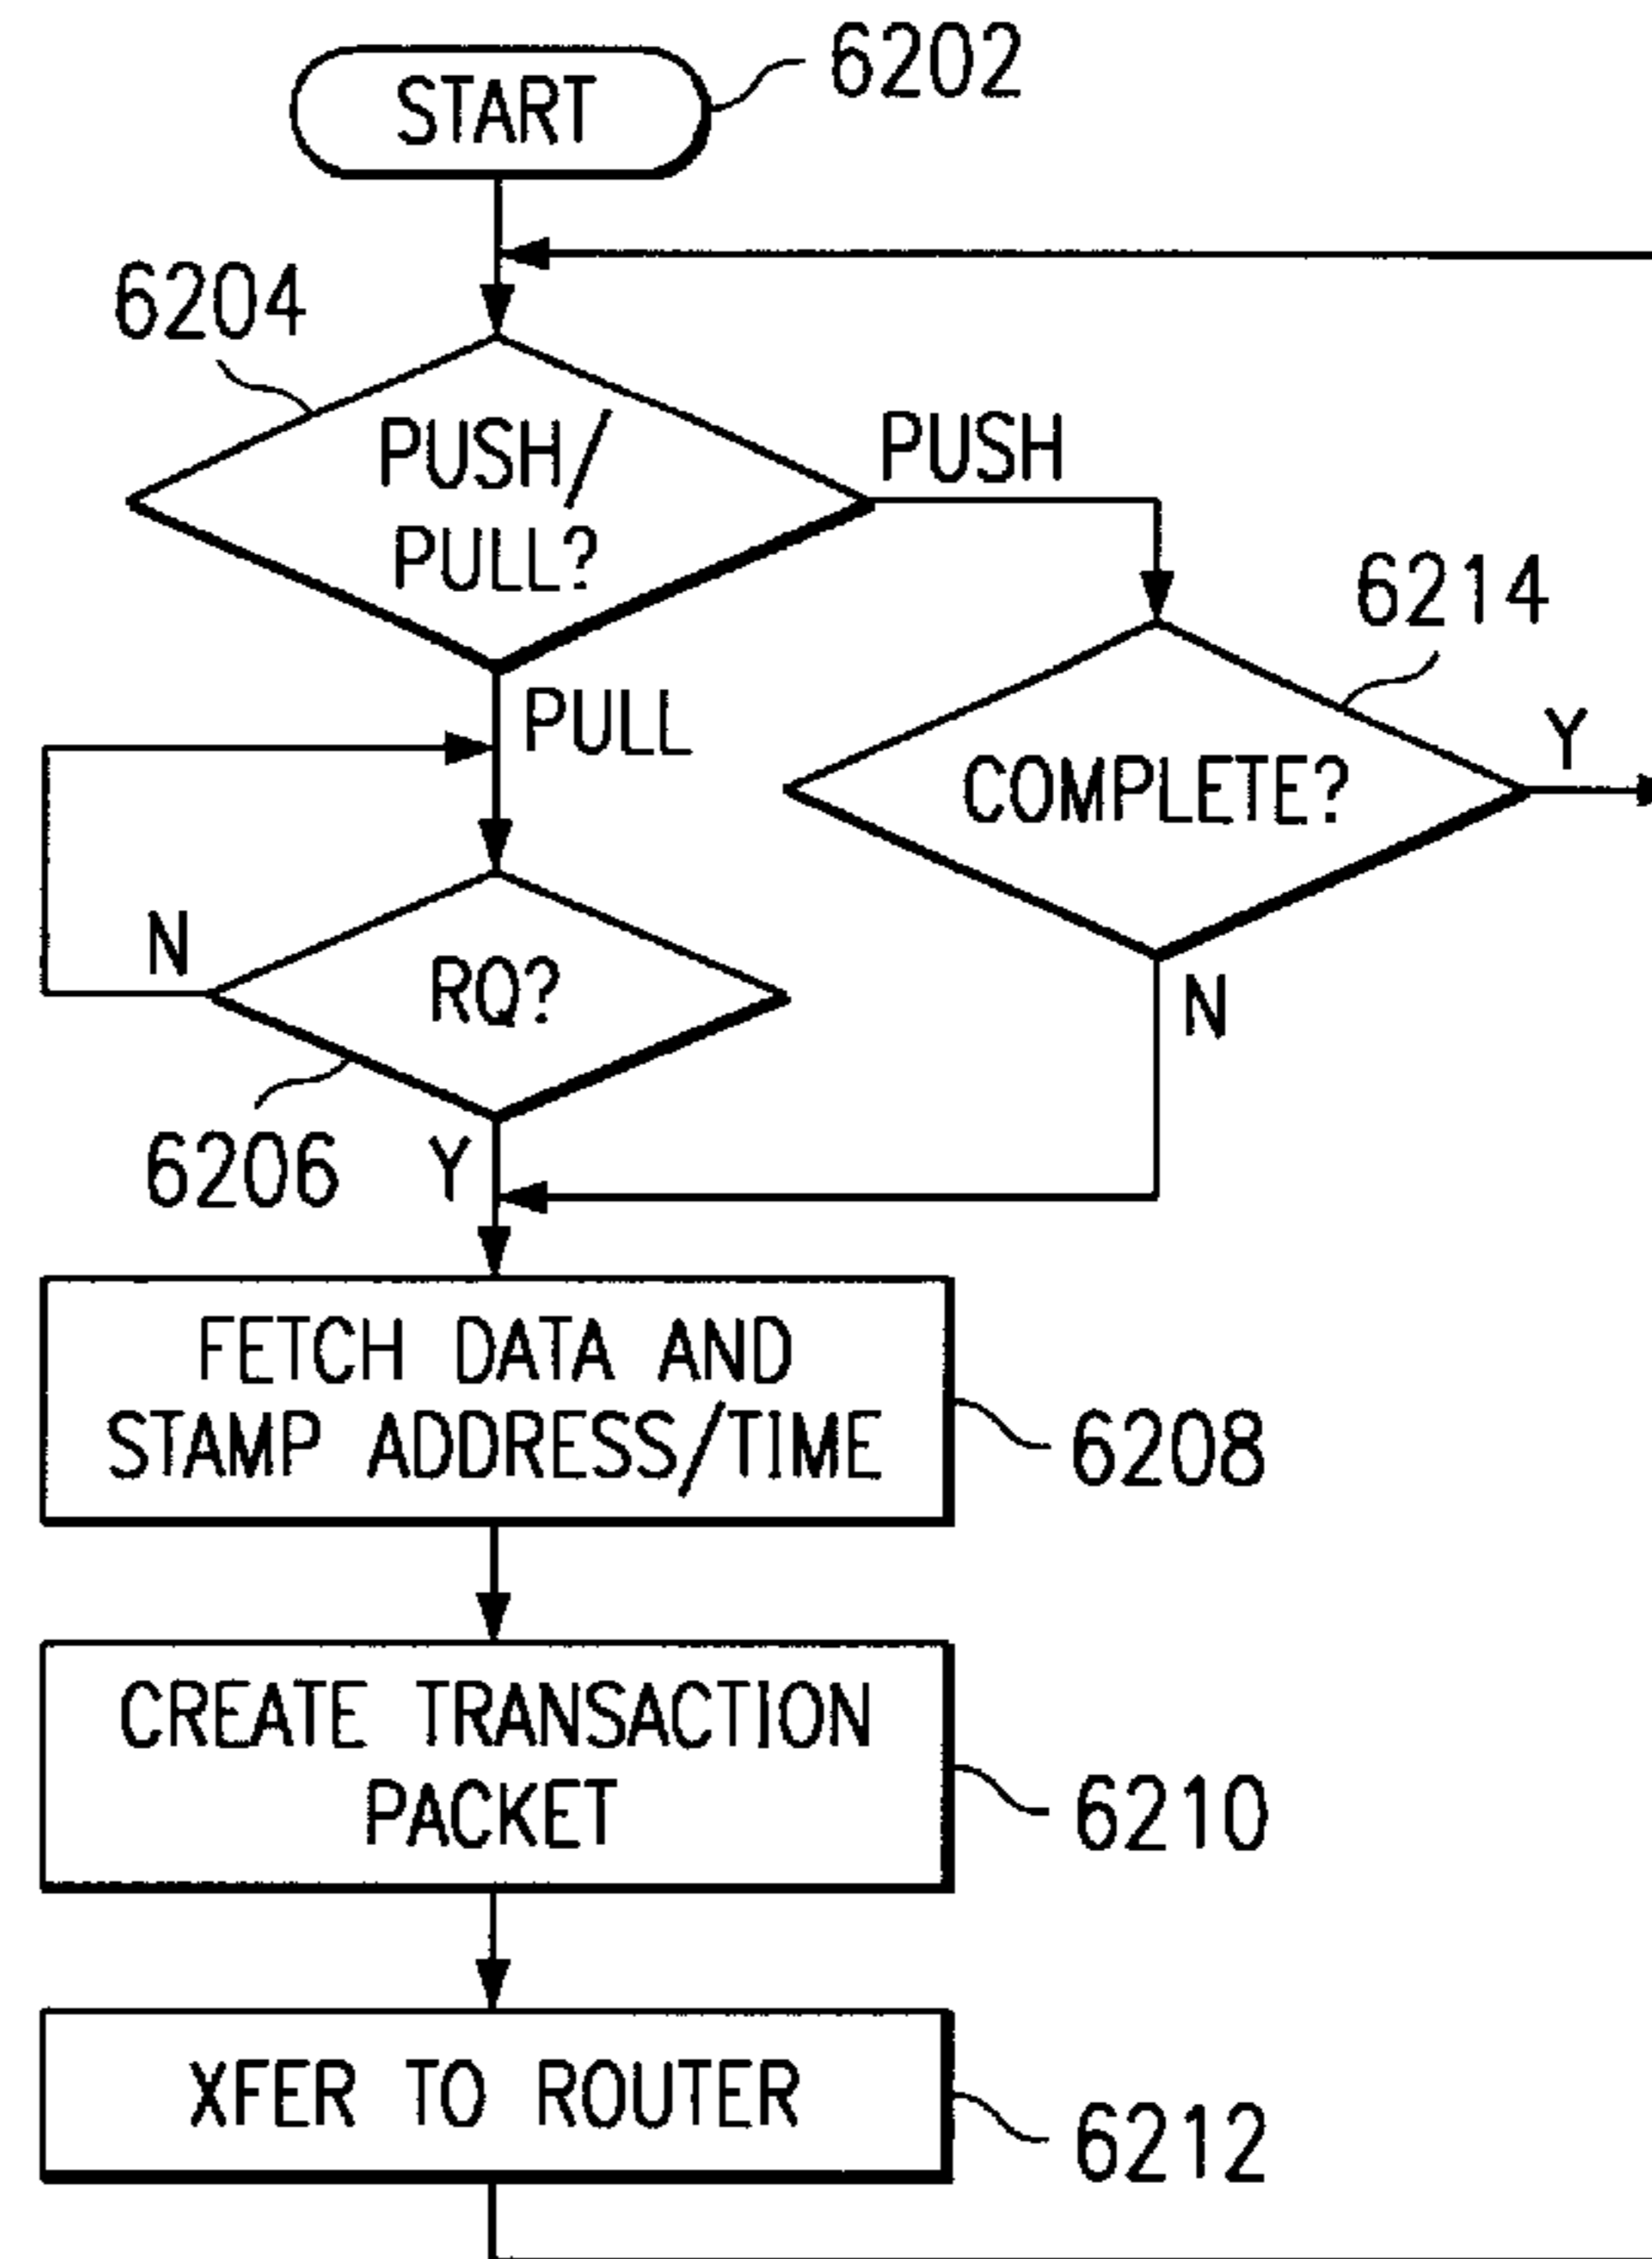 START
6202
6204
PUSH/
PULL?
PUSH
6214
PULL
COMPLETE?
Y
N
RQ?
N
6206
Y
FETCH DATA AND
STAMP ADDRESS/TIME
6208
CREATE TRANSACTION
PACKET
6210
XFER TO ROUTER
6212